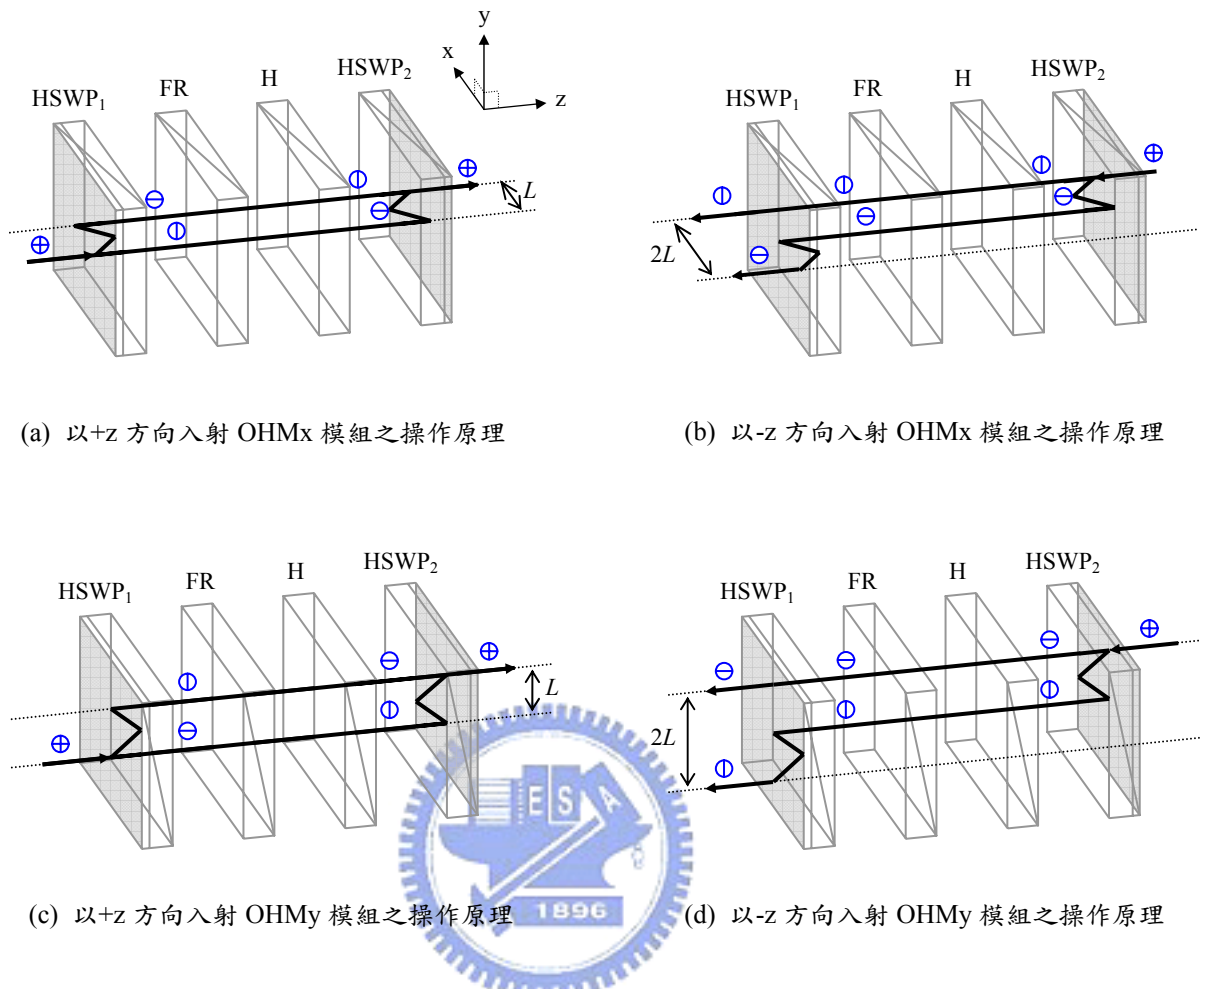 y
x
z
HSWP₁
FR
H
HSWP₂
L
HSWP₁
FR
H
HSWP₂
2L
(a) 以+z 方向入射 OHMx 模組之操作原理
(b) 以-z 方向入射 OHMx 模組之操作原理
HSWP₁
FR
H
HSWP₂
L
HSWP₁
FR
H
HSWP₂
2L
E S A
1896
(c) 以+z 方向入射 OHMy 模組之操作原理
(d) 以-z 方向入射 OHMy 模組之操作原理